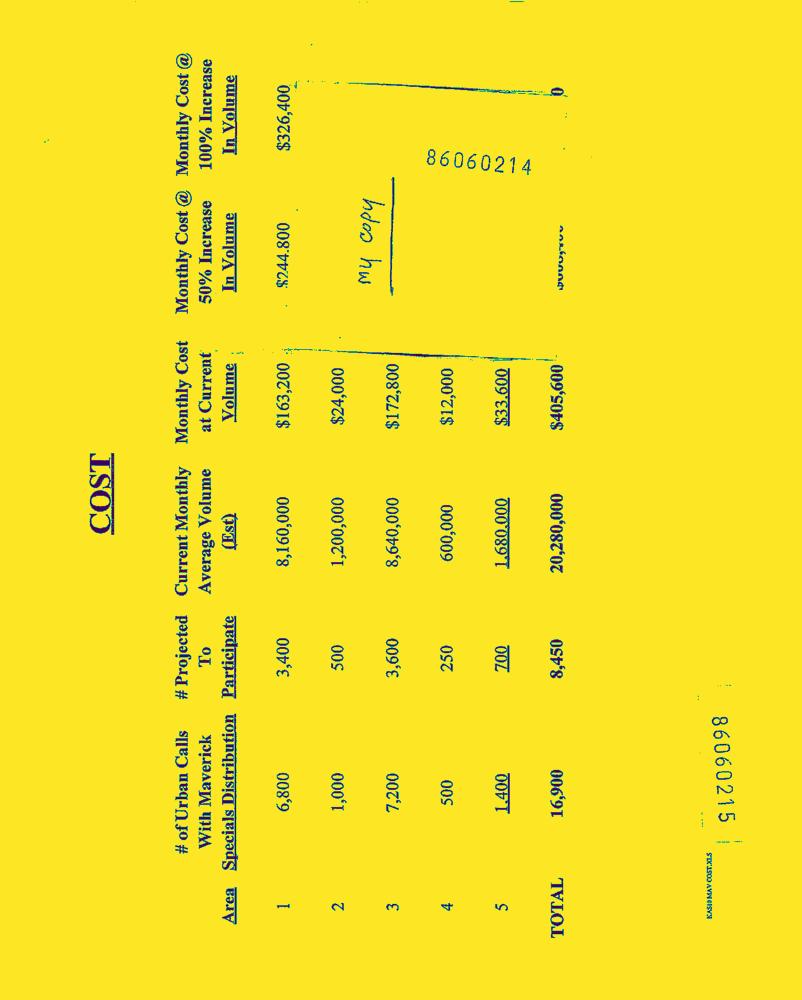 COST
# of Urban Calls # Projected Current Monthly Monthly Cost Monthly Cost @ Monthly Cost @
With Maverick To Average Volume at Current 50% Increase 100% Increase
Area Specials Distribution Participate (Est) Volume In Volume In Volume
1 6,800 3,400 8,160,000 $163,200 $244.800 $326,400
2 1,000 500 1,200,000 $24,000
3 7,200 3,600 8,640,000 $172,800
my copy
4 500 250 600,000 $12,000
86060214
5 1,400 700 1,680,000 $33,600
TOTAL 16,900 8,450 20,280,000 $405,600 0
86060215